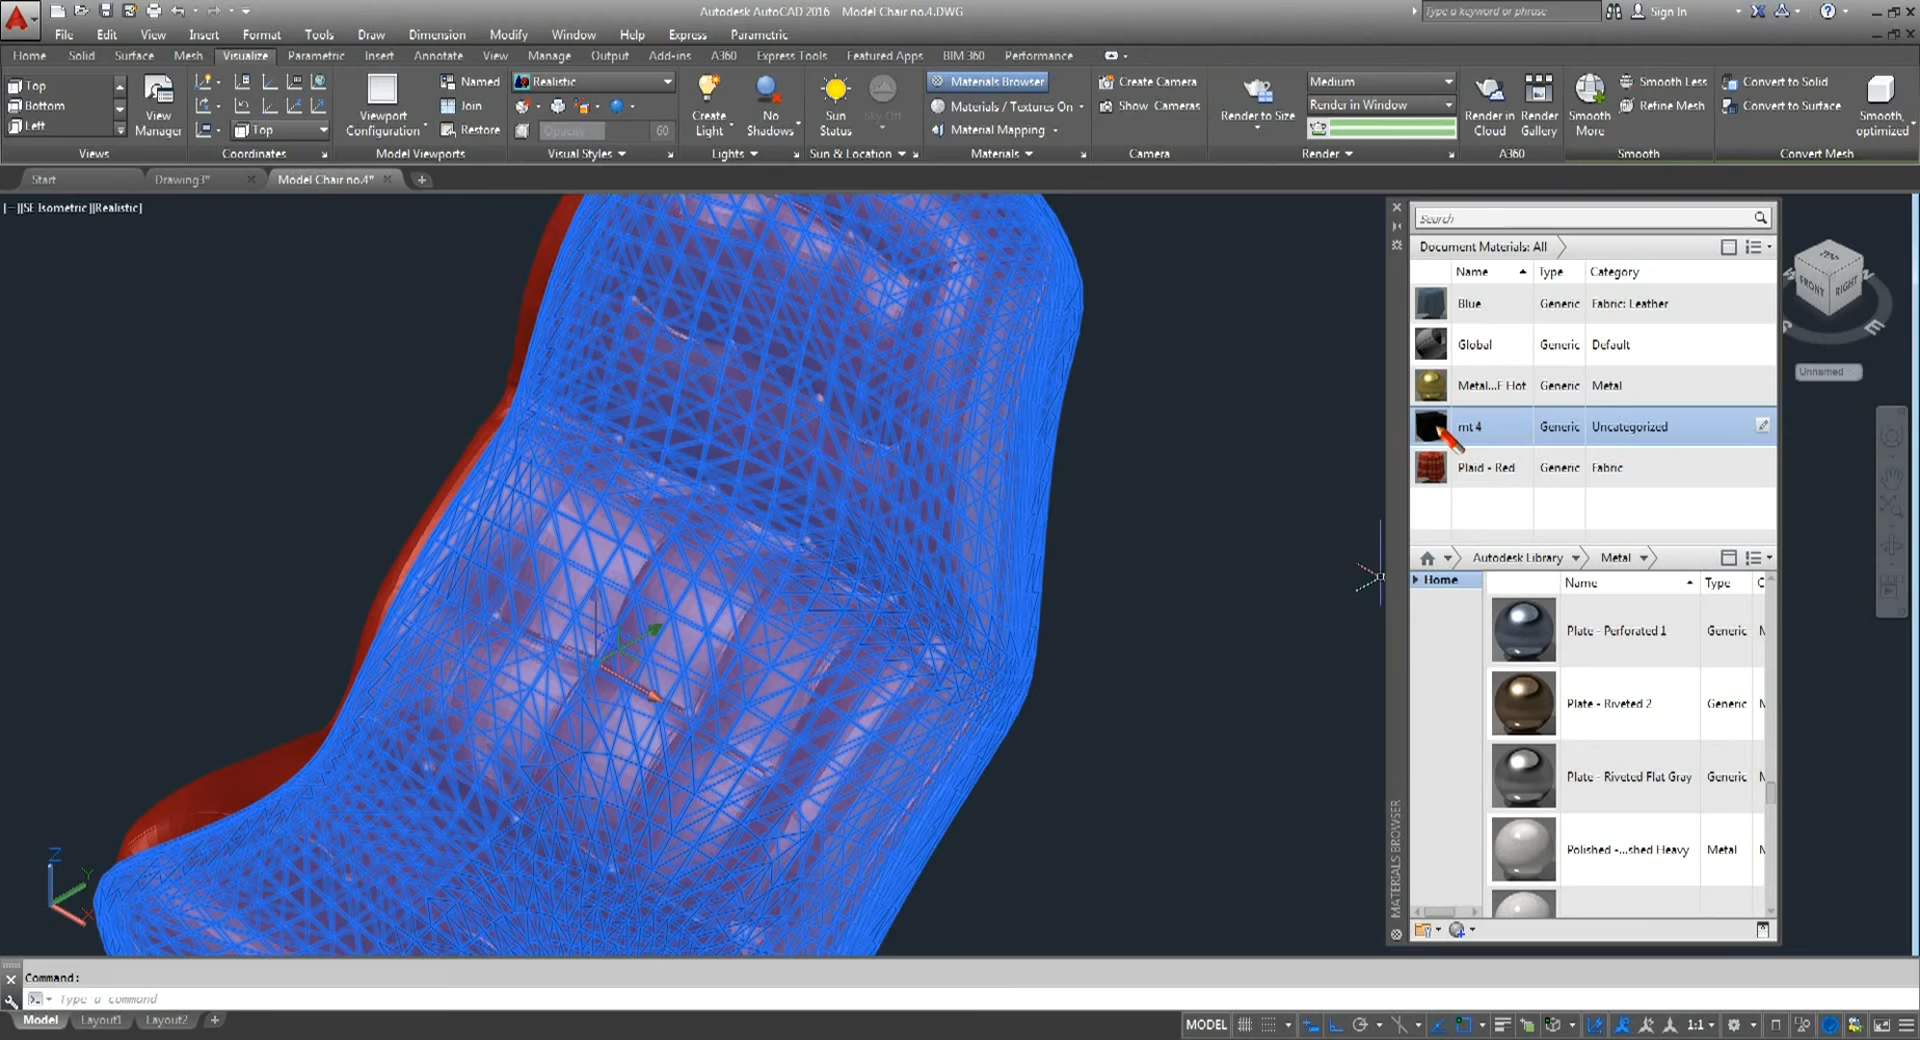 Autodesk AutoCAD 2016 Model Chair no.4.DWG
Type a keyword or phrase
Sign In
File Edit View Insert Format Tools Draw Dimension Modify Window Help Express Parametric
Home Solid Surface Mesh Visualize Parametric Insert Annotate View Manage Output Add-ins A360 Express Tools Featured Apps BIM 360 Performance
Top
Bottom
Left
View Manager
Views
Top
Coordinates
Viewport Configuration
Named
Join
Restore
Model Viewports
Realistic
Opacity 60
Visual Styles
Create Light
No Shadows
Lights
Sun Status
Sky Off
Sun & Location
Materials Browser
Materials / Textures On
Material Mapping
Materials
Create Camera
Show Cameras
Camera
Render to Size
Medium
Render in Window
Render
Render in Cloud
Render Gallery
A360
Smooth More
Smooth Less
Refine Mesh
Smooth
Convert to Solid
Convert to Surface
Smooth, optimized
Convert Mesh
Start Drawing3* Model Chair no.4*
[–][SE Isometric][Realistic]
Search
Document Materials: All
Name Type Category
Blue Generic Fabric: Leather
Global Generic Default
Metal...F Hot Generic Metal
mt 4 Generic Uncategorized
Plaid - Red Generic Fabric
Autodesk Library Metal
Home
Name Type C
Plate - Perforated 1 Generic M
Plate - Riveted 2 Generic M
Plate - Riveted Flat Gray Generic M
Polished -...shed Heavy Metal M
MATERIALS BROWSER
TOP
FRONT
RIGHT
S
E
Unnamed
Z
Y
X
Command:
Type a command
Model Layout1 Layout2
MODEL 1:1